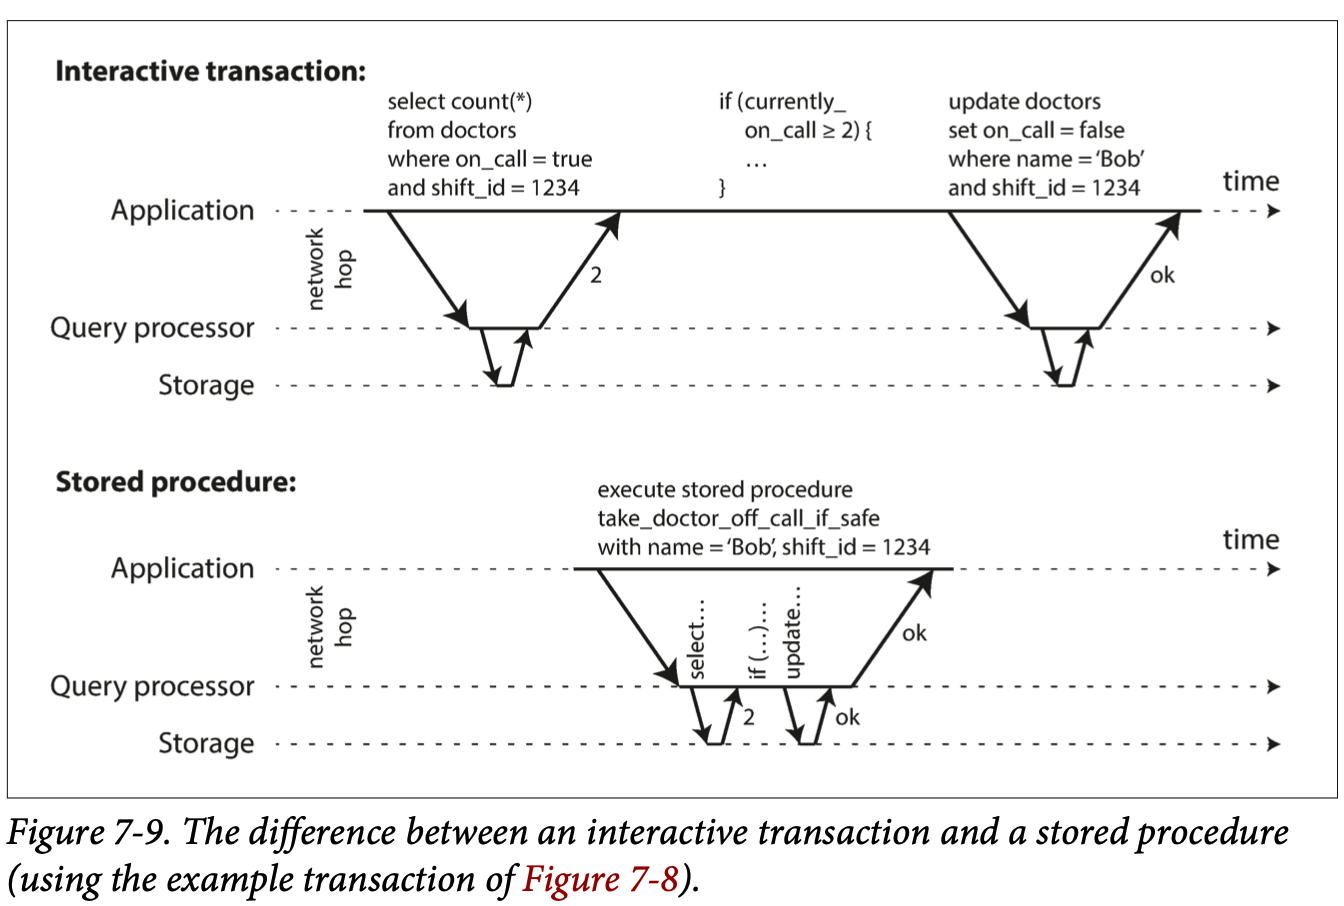 Interactive transaction:
select count(*)
from doctors
where on_call = true
and shift_id = 1234
if (currently_
on_call ≥ 2) {
…
}
update doctors
set on_call = false
where name = ‘Bob’
and shift_id = 1234
time
Application
network
hop
2
ok
Query processor
Storage
Stored procedure:
execute stored procedure
take_doctor_off_call_if_safe
with name = ‘Bob’, shift_id = 1234
time
Application
network
hop
select…
if (…)…
update…
ok
Query processor
2
ok
Storage
Figure 7-9. The difference between an interactive transaction and a stored procedure
(using the example transaction of Figure 7-8).